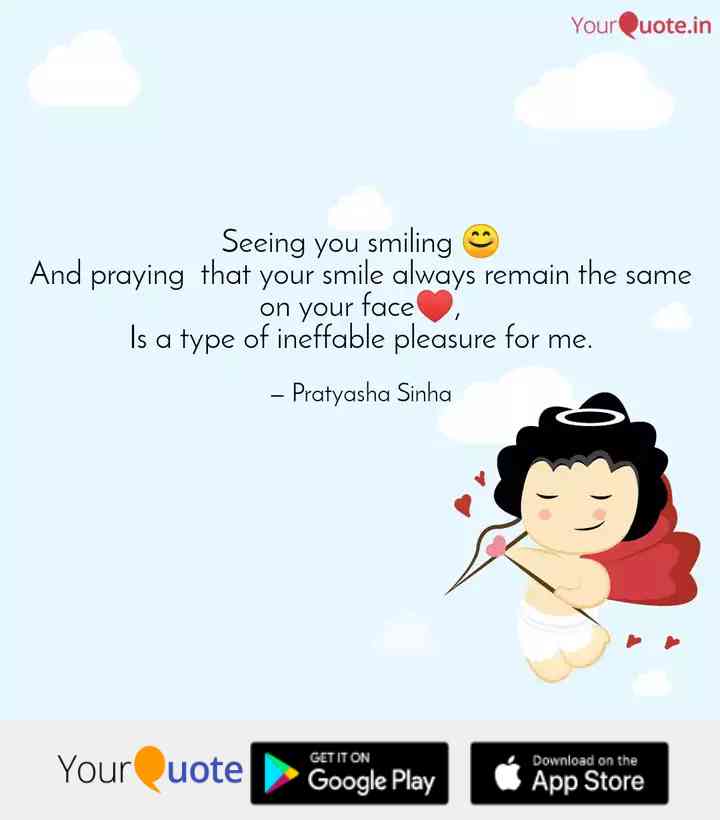 YourQuote.in
Seeing you smiling 😊
And praying  that your smile always remain the same
on your face♥️,
Is a type of ineffable pleasure for me.
– Pratyasha Sinha
YourQuote
GET IT ON
Google Play
Download on the
App Store